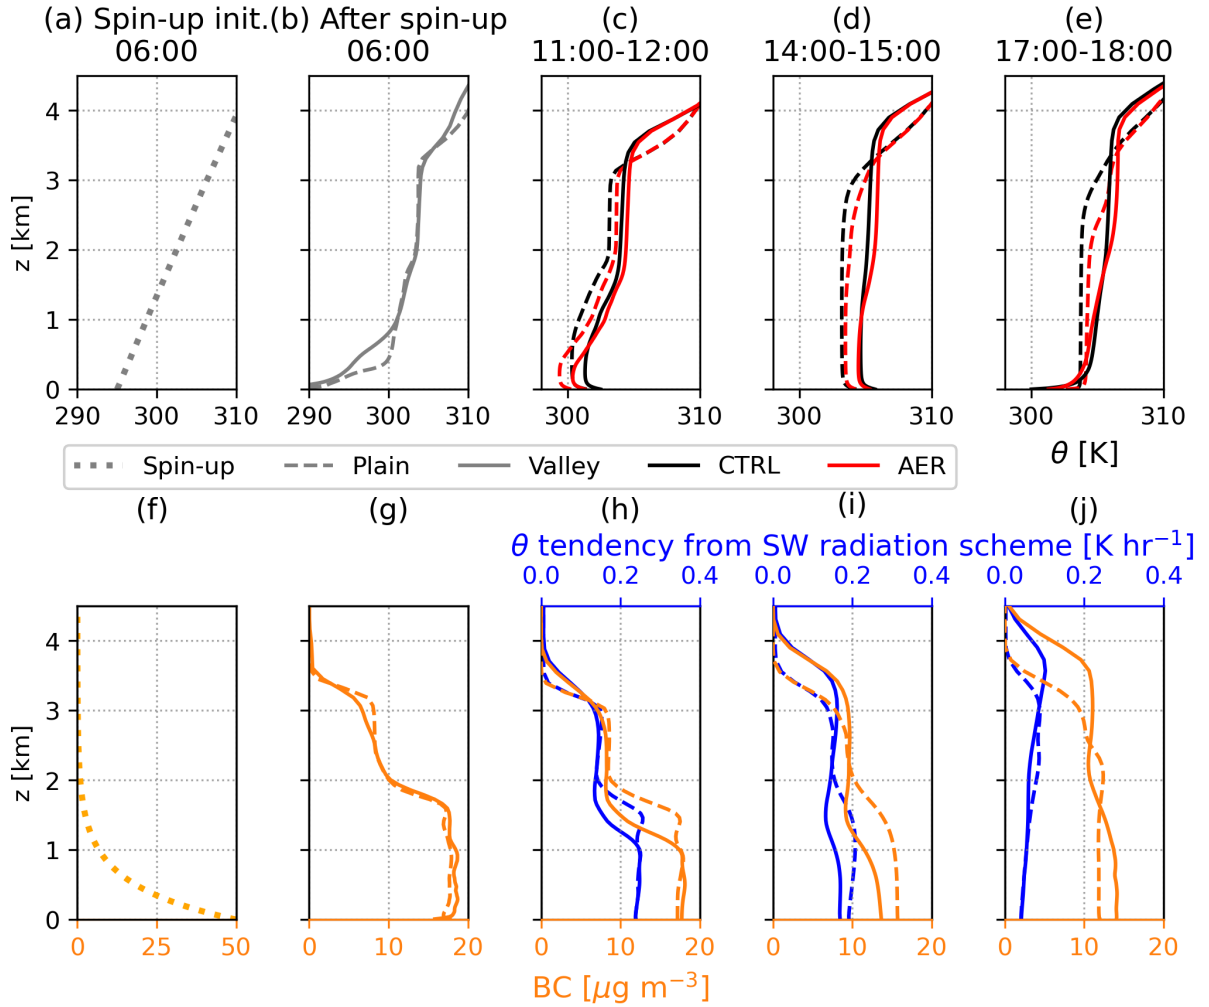 (a) Spin-up init. (b) After spin-up (c) (d) (e)
06:00 06:00 11:00-12:00 14:00-15:00 17:00-18:00
z [km]
4
3
2
1
0
290 300 310 290 300 310 300 310 300 310 300 310
θ [K]
Spin-up Plain Valley CTRL AER
(f) (g) (h) (i) (j)
θ tendency from SW radiation scheme [K hr⁻¹]
0.0 0.2 0.4 0.0 0.2 0.4 0.0 0.2 0.4
z [km]
4
3
2
1
0
0 25 50 0 10 20 0 10 20 0 10 20 0 10 20
BC [μg m⁻³]